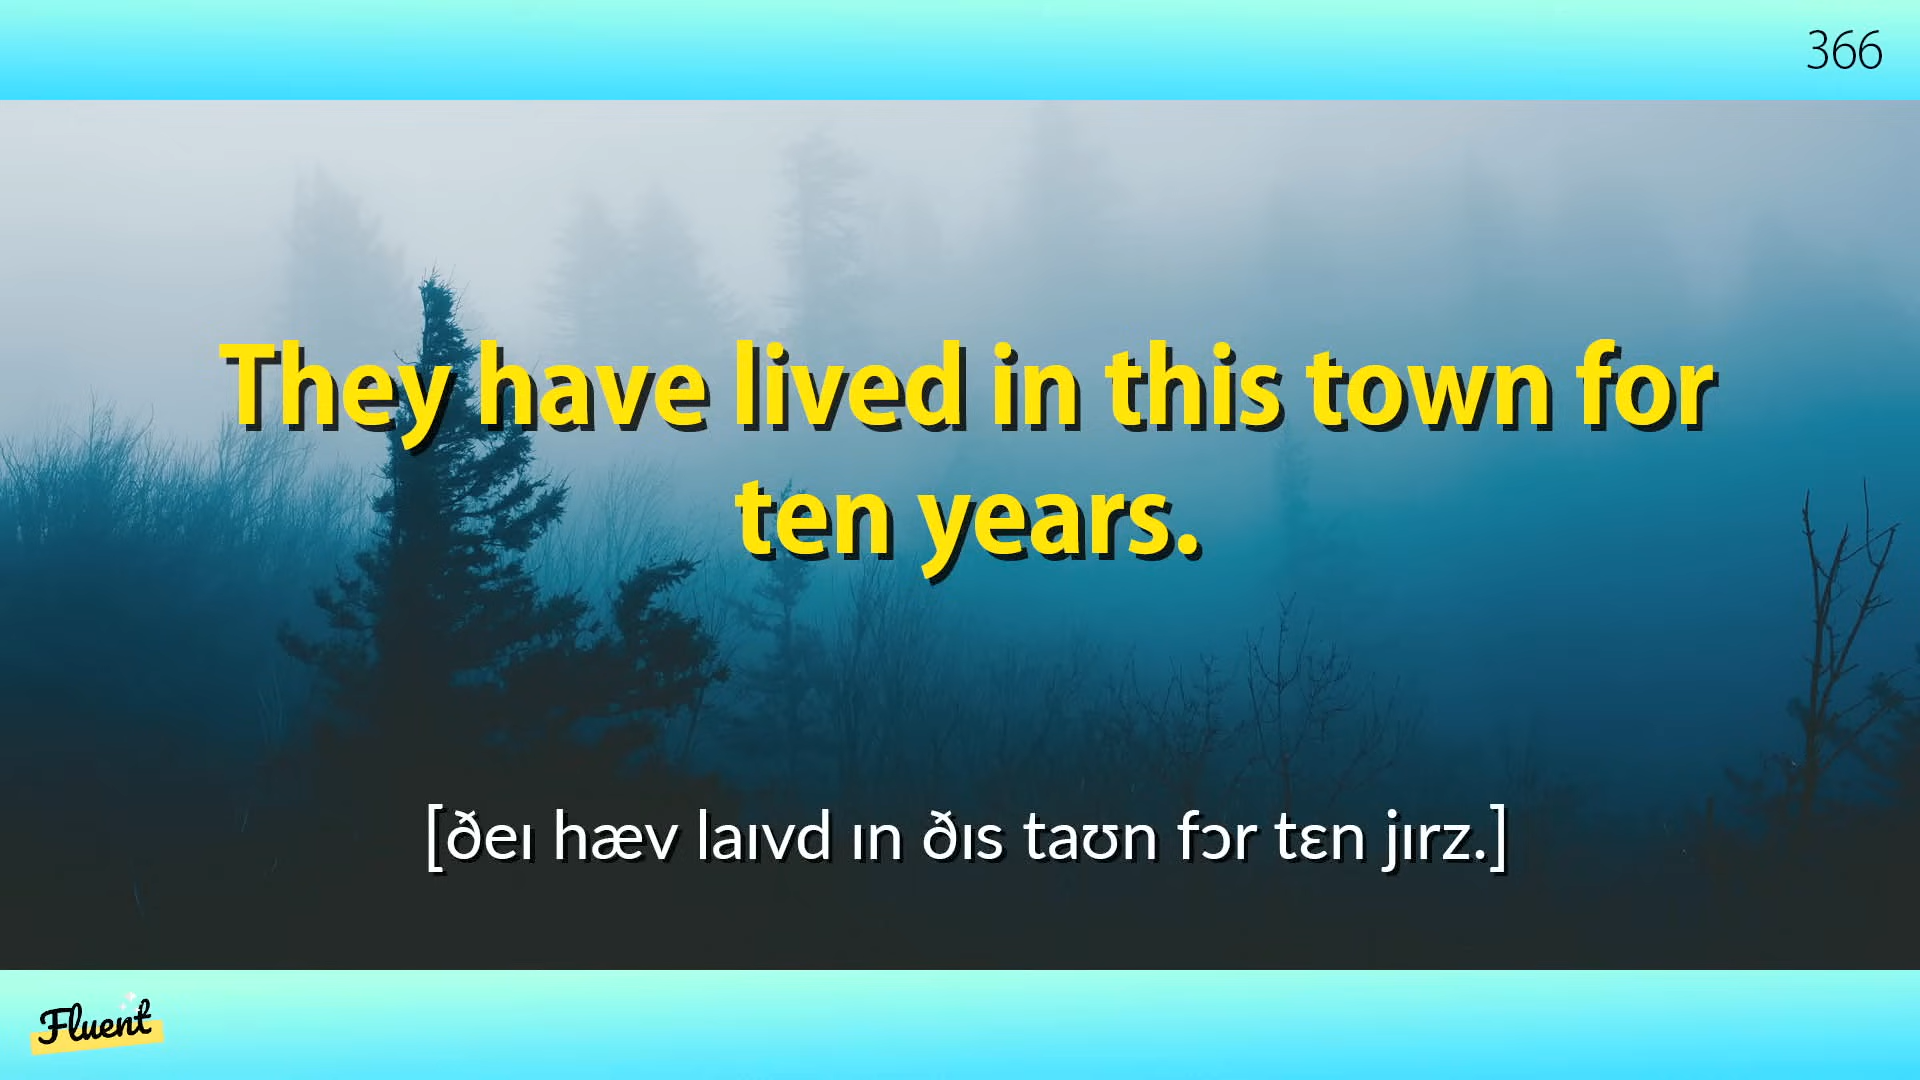 366
They have lived in this town for
ten years.
[ðeɪ hæv laɪvd ɪn ðɪs taʊn fɔr tɛn jɪrz.]
Fluent